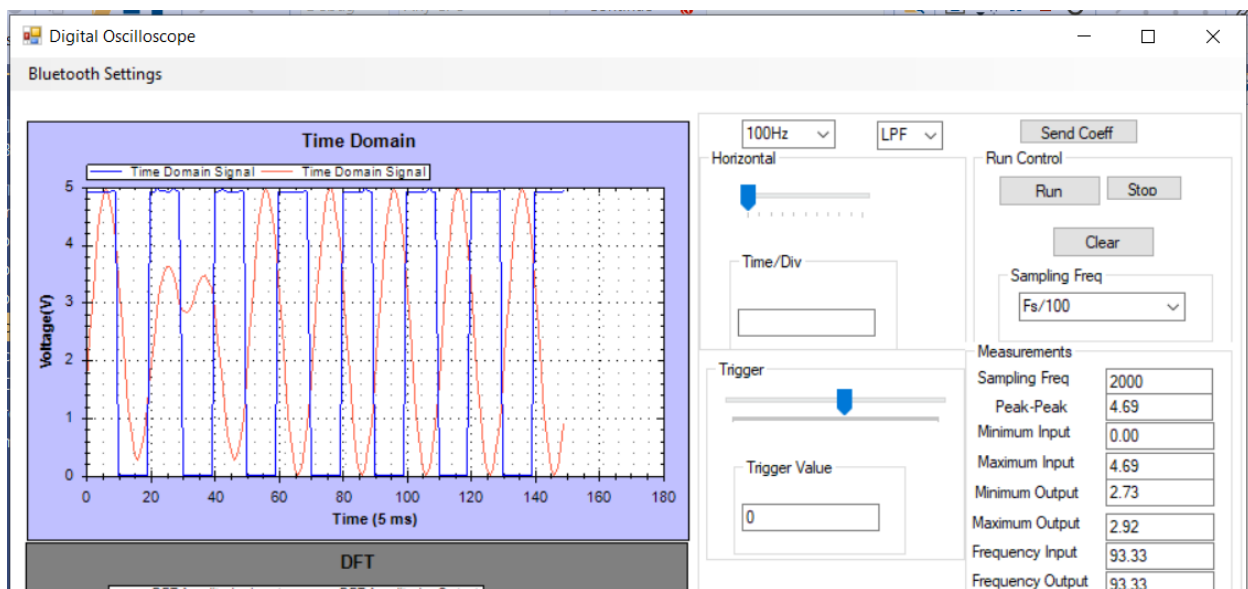 Digital Oscilloscope
Bluetooth Settings
Time Domain
Time Domain Signal Time Domain Signal
Voltage(V)
5
4
3
2
1
0
0 20 40 60 80 100 120 140 160 180
Time (5 ms)
DFT
100Hz LPF Send Coeff
Horizontal
Time/Div
Trigger
Trigger Value
0
Run Control
Run Stop
Clear
Sampling Freq
Fs/100
Measurements
Sampling Freq 2000
Peak-Peak 4.69
Minimum Input 0.00
Maximum Input 4.69
Minimum Output 2.73
Maximum Output 2.92
Frequency Input 93.33
Frequency Output 93.33